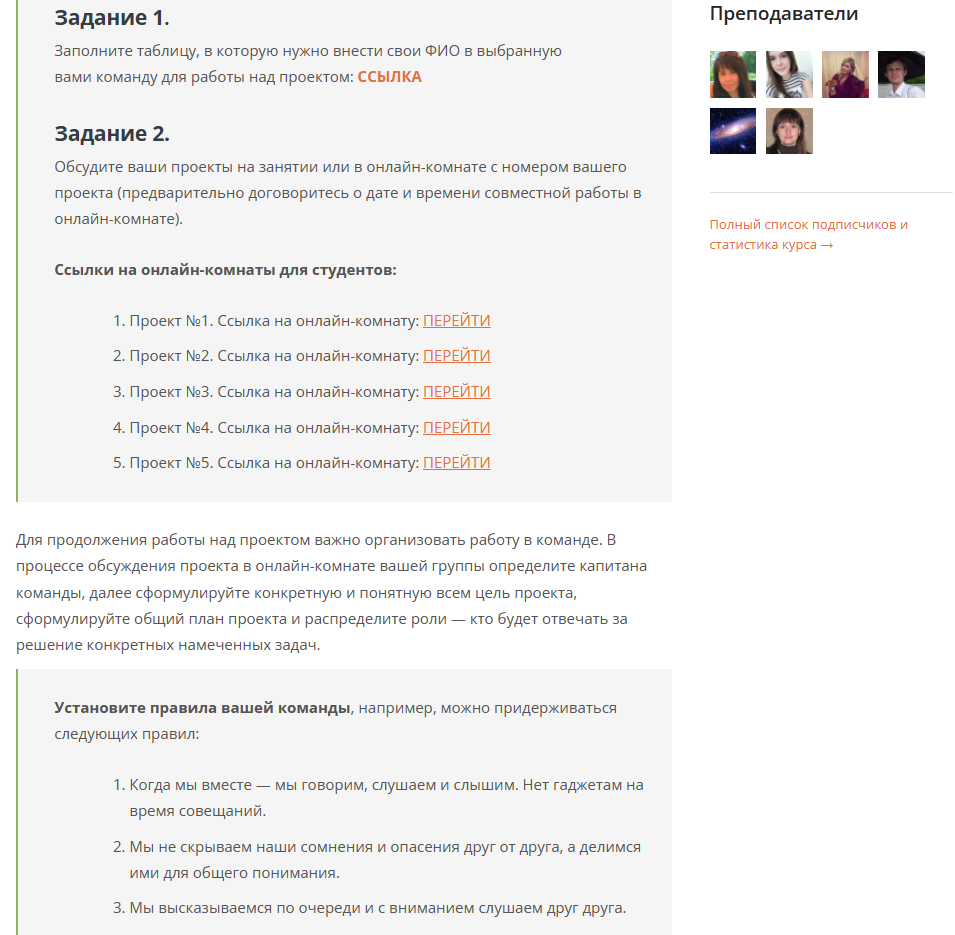 Задание 1.
Заполните таблицу, в которую нужно внести свои ФИО в выбранную
вами команду для работы над проектом: ССЫЛКА
Задание 2.
Обсудите ваши проекты на занятии или в онлайн-комнате с номером вашего
проекта (предварительно договоритесь о дате и времени совместной работы в
онлайн-комнате).
Ссылки на онлайн-комнаты для студентов:
1. Проект №1. Ссылка на онлайн-комнату: ПЕРЕЙТИ
2. Проект №2. Ссылка на онлайн-комнату: ПЕРЕЙТИ
3. Проект №3. Ссылка на онлайн-комнату: ПЕРЕЙТИ
4. Проект №4. Ссылка на онлайн-комнату: ПЕРЕЙТИ
5. Проект №5. Ссылка на онлайн-комнату: ПЕРЕЙТИ
Для продолжения работы над проектом важно организовать работу в команде. В
процессе обсуждения проекта в онлайн-комнате вашей группы определите капитана
команды, далее сформулируйте конкретную и понятную всем цель проекта,
сформулируйте общий план проекта и распределите роли — кто будет отвечать за
решение конкретных намеченных задач.
Установите правила вашей команды, например, можно придерживаться
следующих правил:
1. Когда мы вместе — мы говорим, слушаем и слышим. Нет гаджетам на
время совещаний.
2. Мы не скрываем наши сомнения и опасения друг от друга, а делимся
ими для общего понимания.
3. Мы высказываемся по очереди и с вниманием слушаем друг друга.
Преподаватели
Полный список подписчиков и
статистика курса →